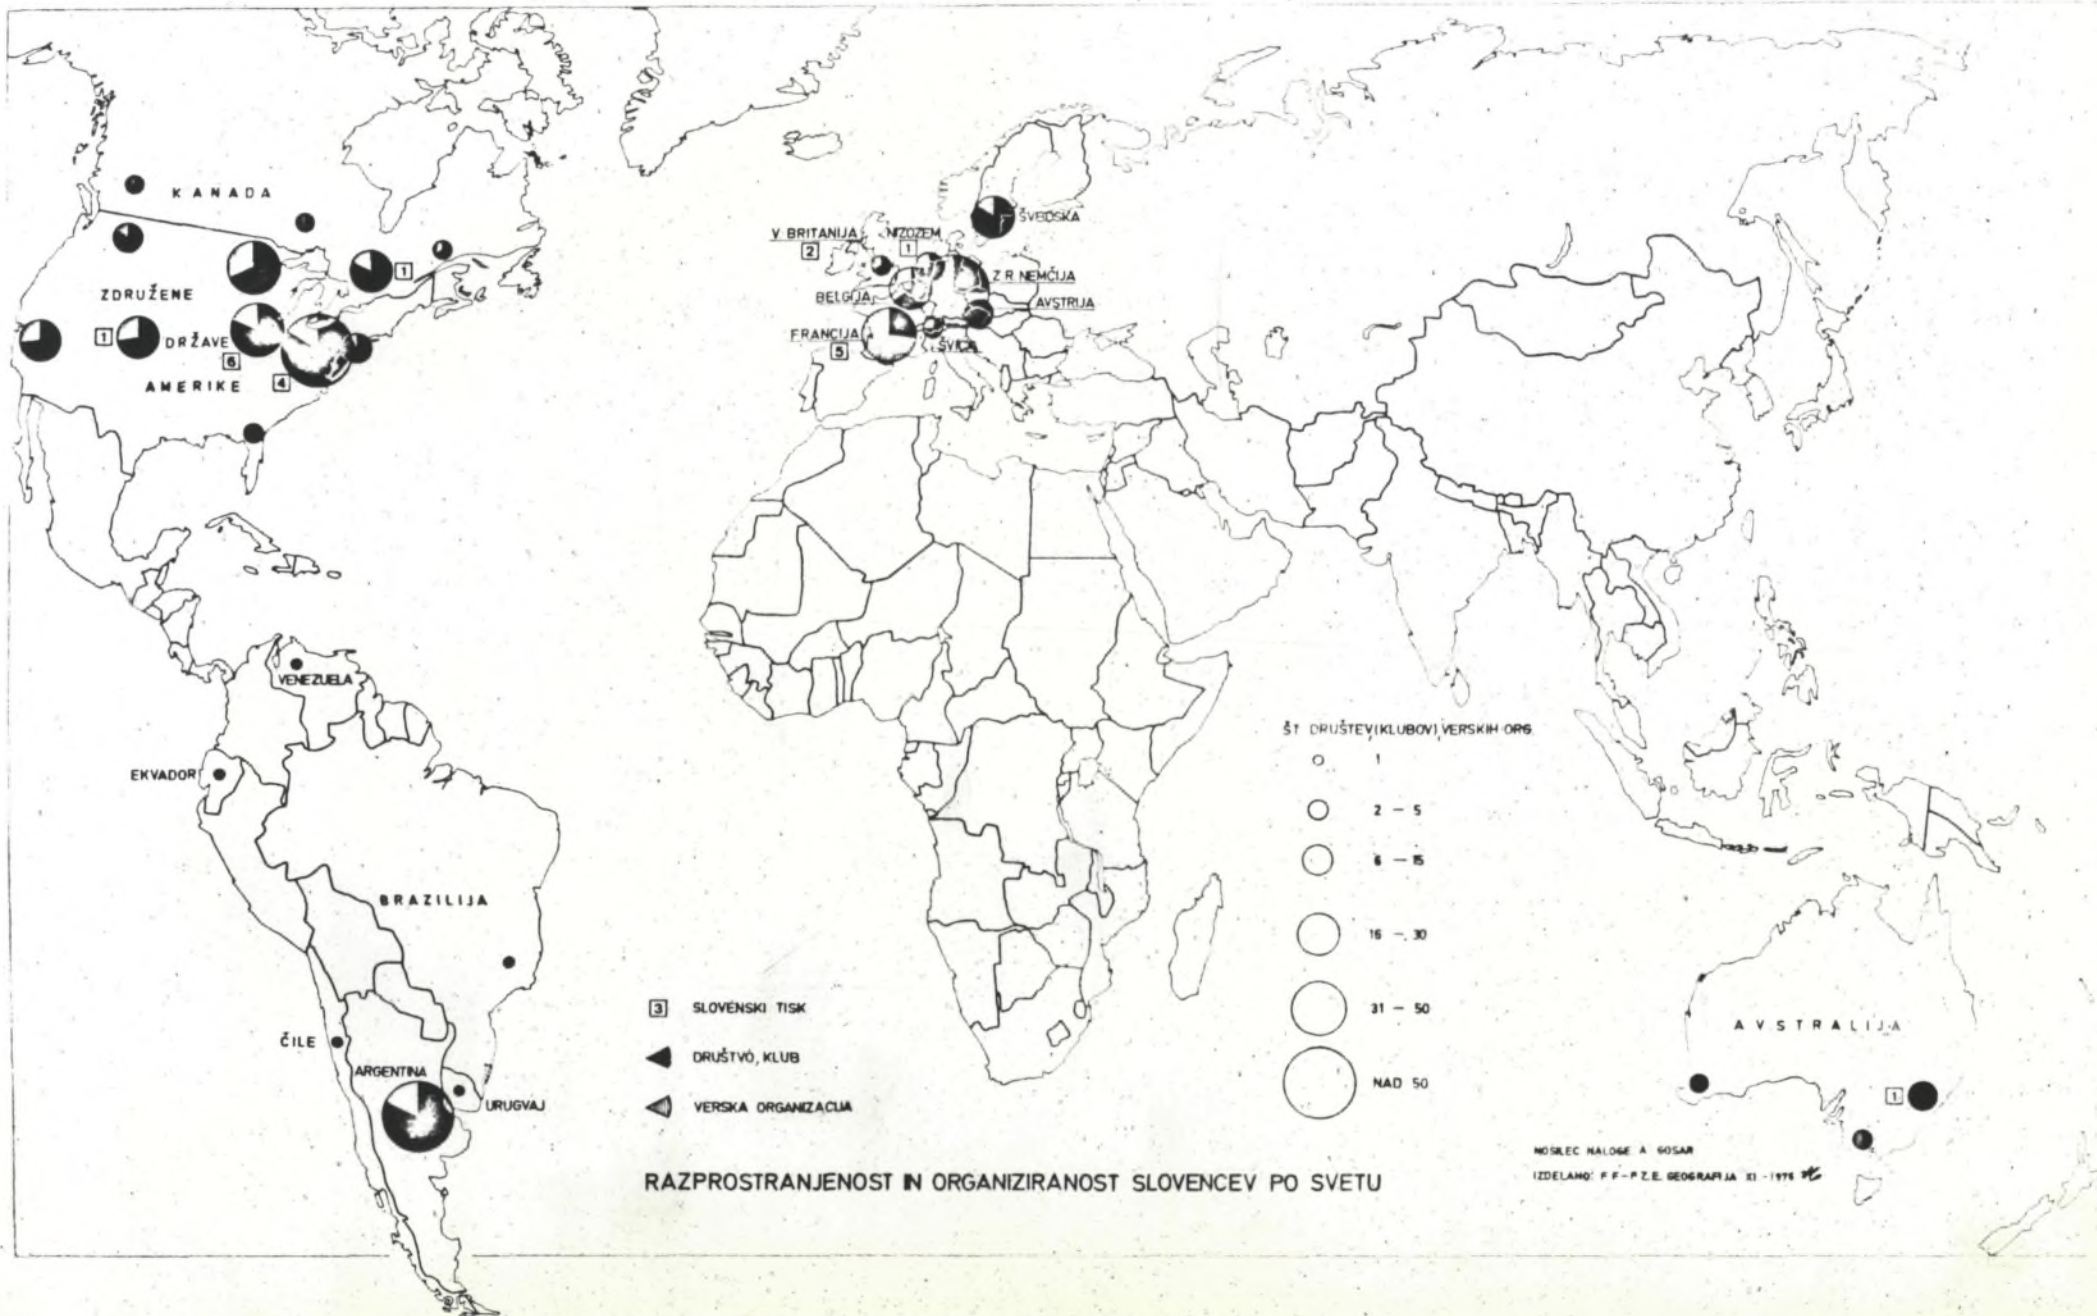 KANADA
1
ZDRUŽENE
1
DRŽAVE
6
4
AMERIKE
ŠVEDSKA
V. BRITANIJA
2
NIZOZEM
1
Z.R. NEMČIJA
BELGIJA
AVSTRIJA
FRANCIJA
5
ŠVICA
VENEZUELA
EKVADOR
BRAZILIJA
ČILE
ARGENTINA
URUGVAJ
3 SLOVENSKI TISK
DRUŠTVO, KLUB
VERSKA ORGANIZACIJA
ŠT. DRUŠTEV(KLUBOV), VERSKIH ORG.
1
2 – 5
6 – 15
16 – 30
31 – 50
NAD 50
AVSTRALIJA
1
NOSILEC NALOGE A GOSAR
IZDELANO: F F – P Z.E. GEOGRAFIJA XI -
RAZPROSTRANJENOST IN ORGANIZIRANOST SLOVENCEV PO SVETU